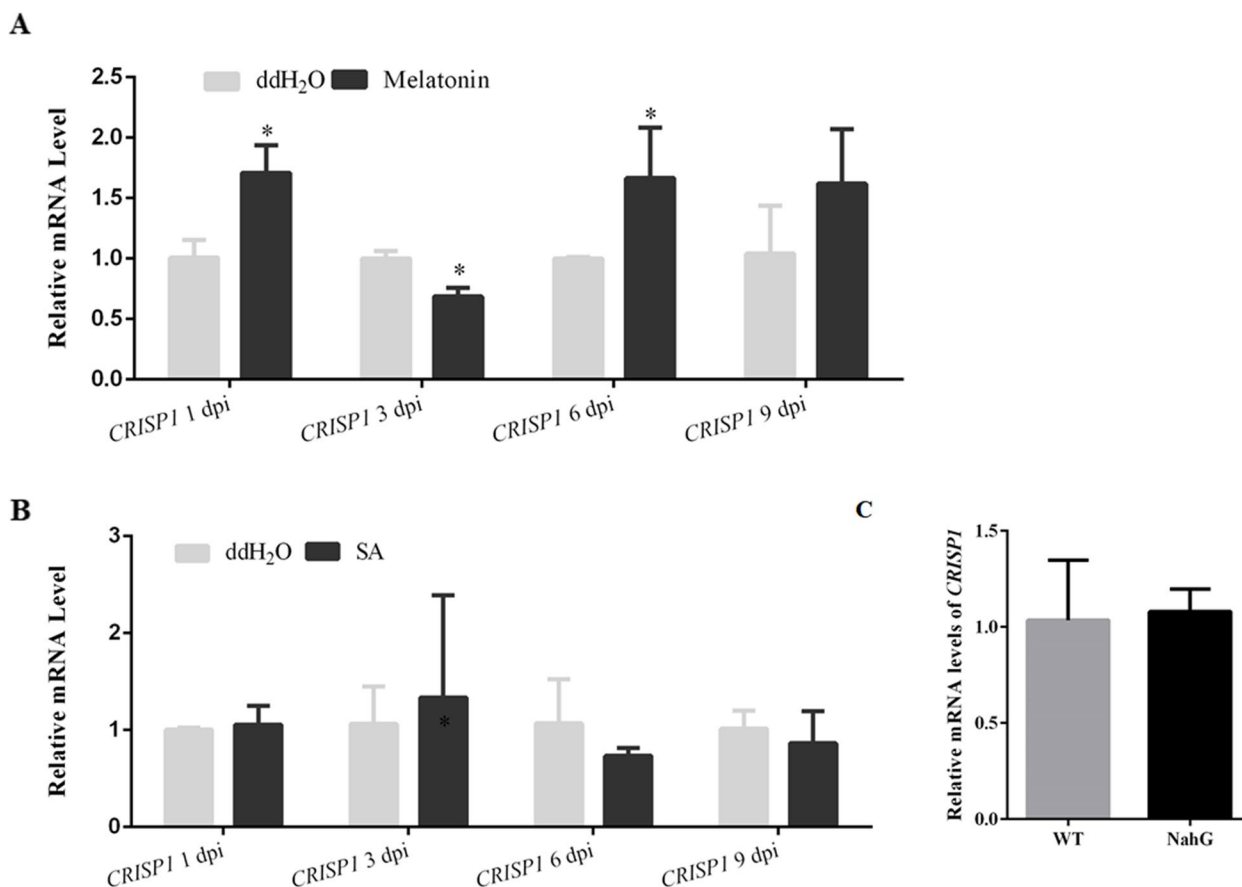 A
ddH₂O Melatonin
Relative mRNA Level
2.5
2.0
1.5
1.0
0.5
0.0
*
*
*
CRISP1 1 dpi
CRISP1 3 dpi
CRISP1 6 dpi
CRISP1 9 dpi
B
ddH₂O SA
Relative mRNA Level
3
2
1
0
*
CRISP1 1 dpi
CRISP1 3 dpi
CRISP1 6 dpi
CRISP1 9 dpi
C
Relative mRNA levels of CRISP1
1.5
1.0
0.5
0.0
WT
NahG